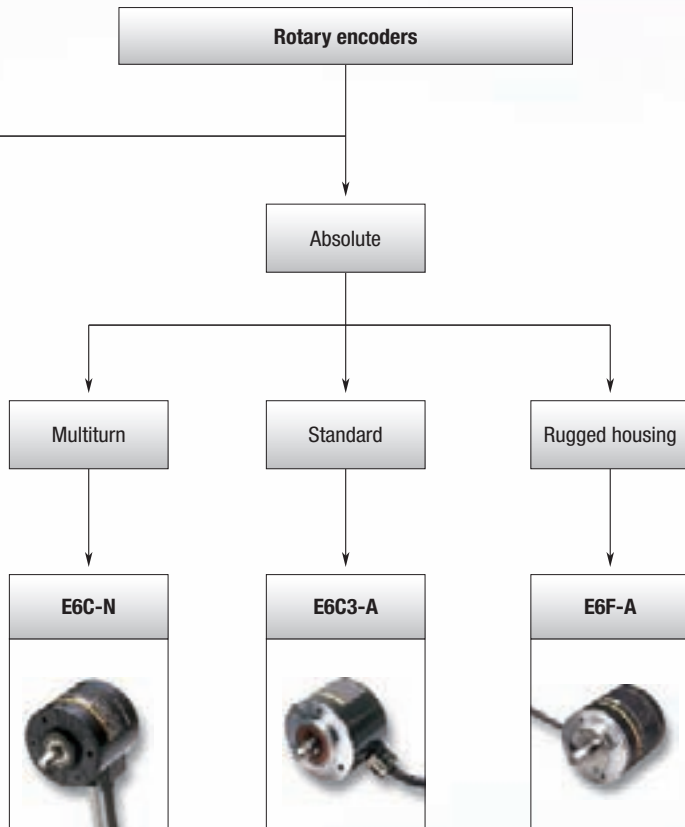 Rotary encoders
Absolute
Multiturn
Standard
Rugged housing
E6C-N
E6C3-A
E6F-A